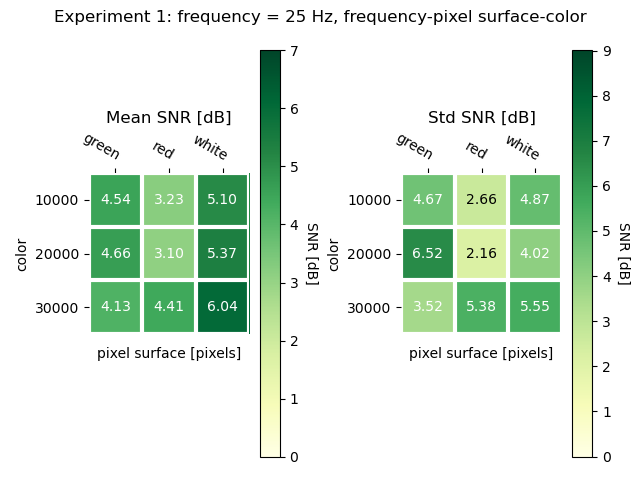 Experiment 1: frequency = 25 Hz, frequency-pixel surface-color
Mean SNR [dB]
green red white
10000 4.54 3.23 5.10
20000 4.66 3.10 5.37
30000 4.13 4.41 6.04
color
pixel surface [pixels]
7
6
5
4
3
2
1
0
SNR [dB]
Std SNR [dB]
green red white
10000 4.67 2.66 4.87
20000 6.52 2.16 4.02
30000 3.52 5.38 5.55
color
pixel surface [pixels]
9
8
7
6
5
4
3
2
1
0
SNR [dB]